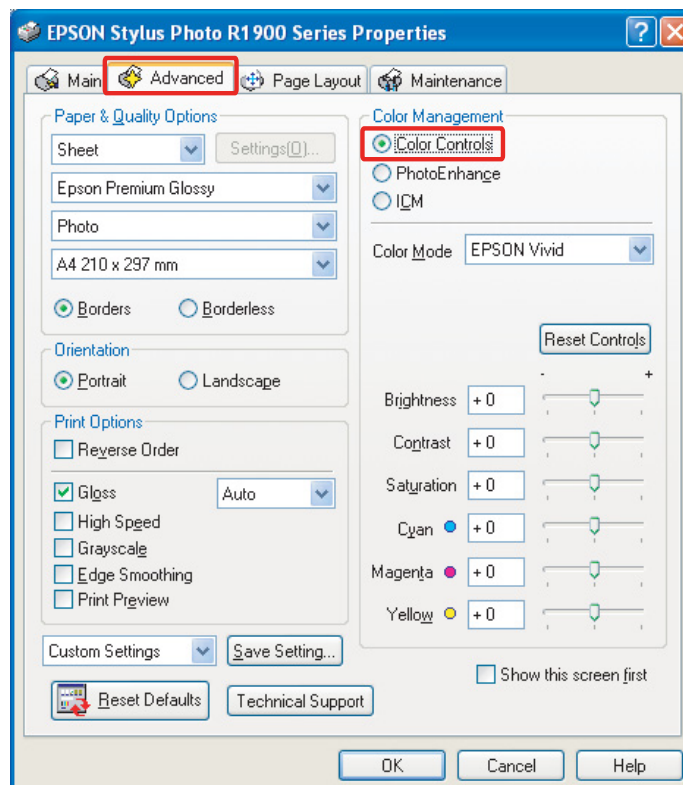 EPSON Stylus Photo R1900 Series Properties
Main
Advanced
Page Layout
Maintenance
Paper & Quality Options
Sheet
Settings(O)...
Epson Premium Glossy
Photo
A4 210 x 297 mm
Borders
Borderless
Orientation
Portrait
Landscape
Print Options
Reverse Order
Gloss
Auto
High Speed
Grayscale
Edge Smoothing
Print Preview
Custom Settings
Save Setting...
Reset Defaults
Technical Support
Color Management
Color Controls
PhotoEnhance
ICM
Color Mode
EPSON Vivid
Reset Controls
- +
Brightness + 0
Contrast + 0
Saturation + 0
Cyan + 0
Magenta + 0
Yellow + 0
Show this screen first
OK
Cancel
Help